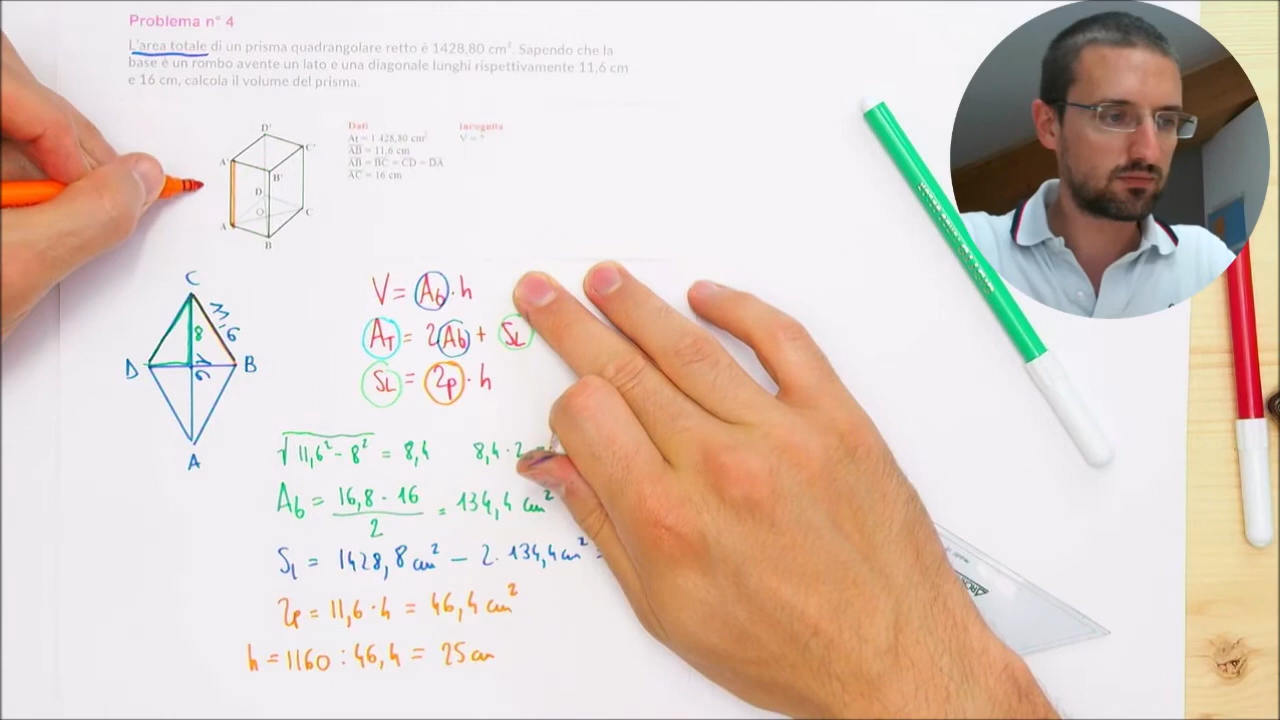 Problema n° 4
L'area totale di un prisma quadrangolare retto è 1428,80 cm². Sapendo che la
base è un rombo avente un lato e una diagonale lunghi rispettivamente 11,6 cm
e 16 cm, calcola il volume del prisma.
Dati Incognita
At = 1 428,80 cm² V = ?
AB = 11,6 cm
AB = BC = CD = DA
AC = 16 cm
D'
A' C'
B'
D
O
A C
B
C
8
D B
A
V = Ab · h
AT = 2Ab + SL
SL = 2p · h
√11,6² - 8² = 8,4 8,4 · 2
Ab = 16,8 · 16 / 2 = 134,4 cm²
SL = 1428,8 cm² - 2 · 134,4 cm² =
2p = 11,6 · 4 = 46,4 cm²
h = 1160 : 46,4 = 25 cm